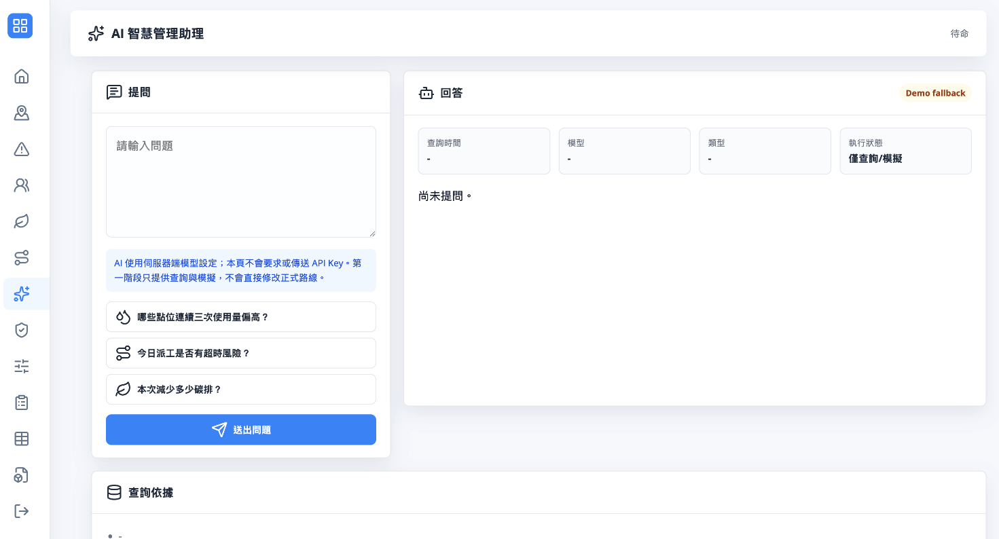 AI 智慧管理助理
待命
提問
請輸入問題
AI 使用伺服器端模型設定；本頁不會要求或傳送 API Key。第
一階段只提供查詢與模擬，不會直接修改正式路線。
哪些點位連續三次使用量偏高？
今日派工是否有超時風險？
本次減少多少碳排？
送出問題
回答
Demo fallback
查詢時間
-
模型
-
類型
-
執行狀態
僅查詢/模擬
尚未提問。
查詢依據
• -